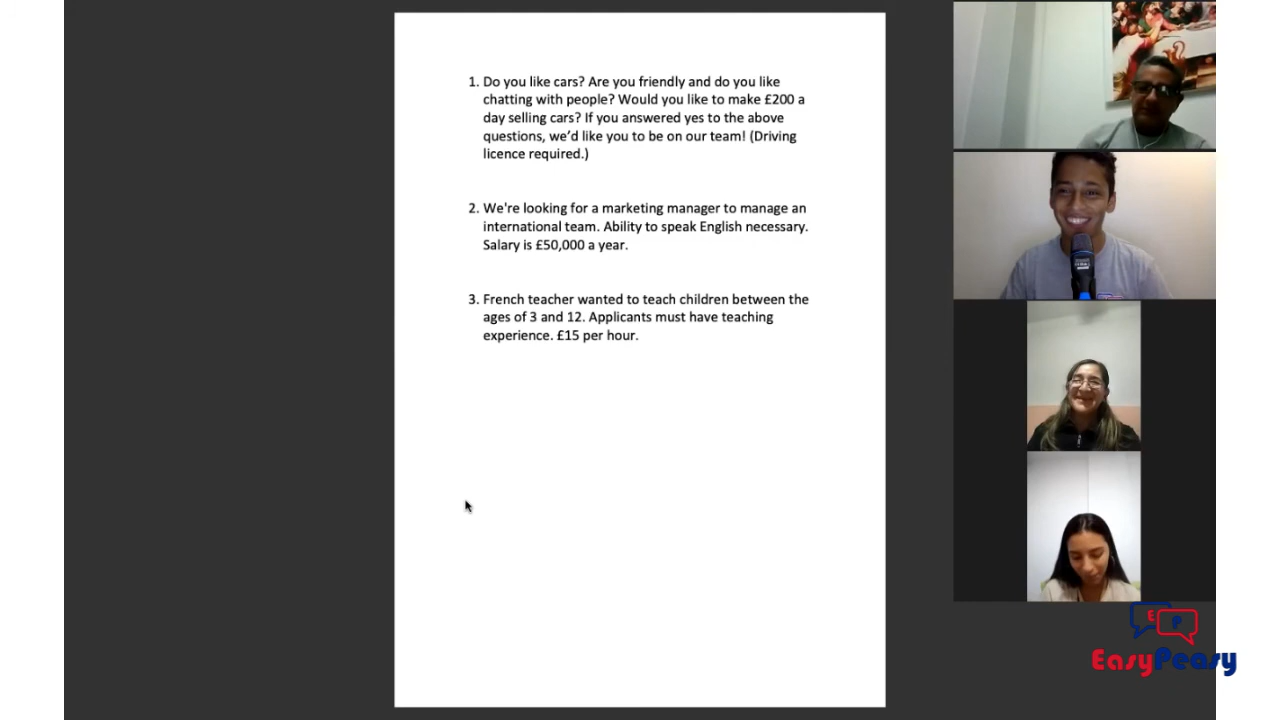 1. Do you like cars? Are you friendly and do you like
chatting with people? Would you like to make £200 a
day selling cars? If you answered yes to the above
questions, we’d like you to be on our team! (Driving
licence required.)
2. We're looking for a marketing manager to manage an
international team. Ability to speak English necessary.
Salary is £50,000 a year.
3. French teacher wanted to teach children between the
ages of 3 and 12. Applicants must have teaching
experience. £15 per hour.
E P
EasyPeasy